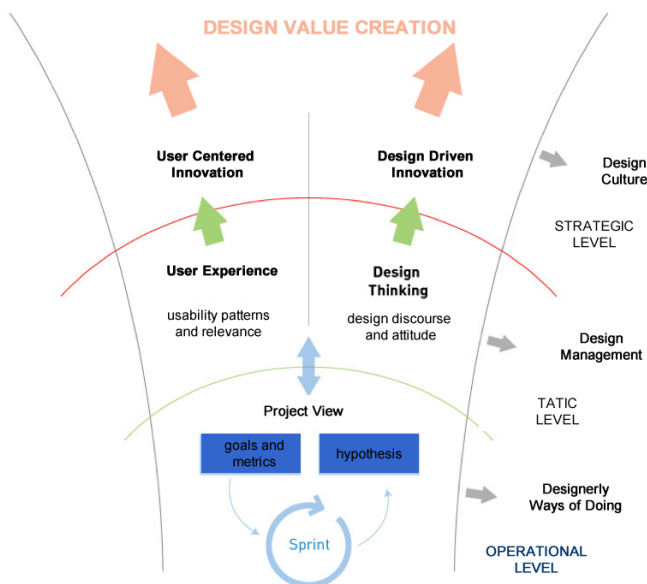 DESIGN VALUE CREATION
User Centered
Innovation
Design Driven
Innovation
Design
Culture
STRATEGIC
LEVEL
User Experience
usability patterns
and relevance
Design
Thinking
design discourse
and attitude
Design
Management
TATIC
LEVEL
Project View
goals and
metrics
hypothesis
Sprint
Designerly
Ways of Doing
OPERATIONAL
LEVEL